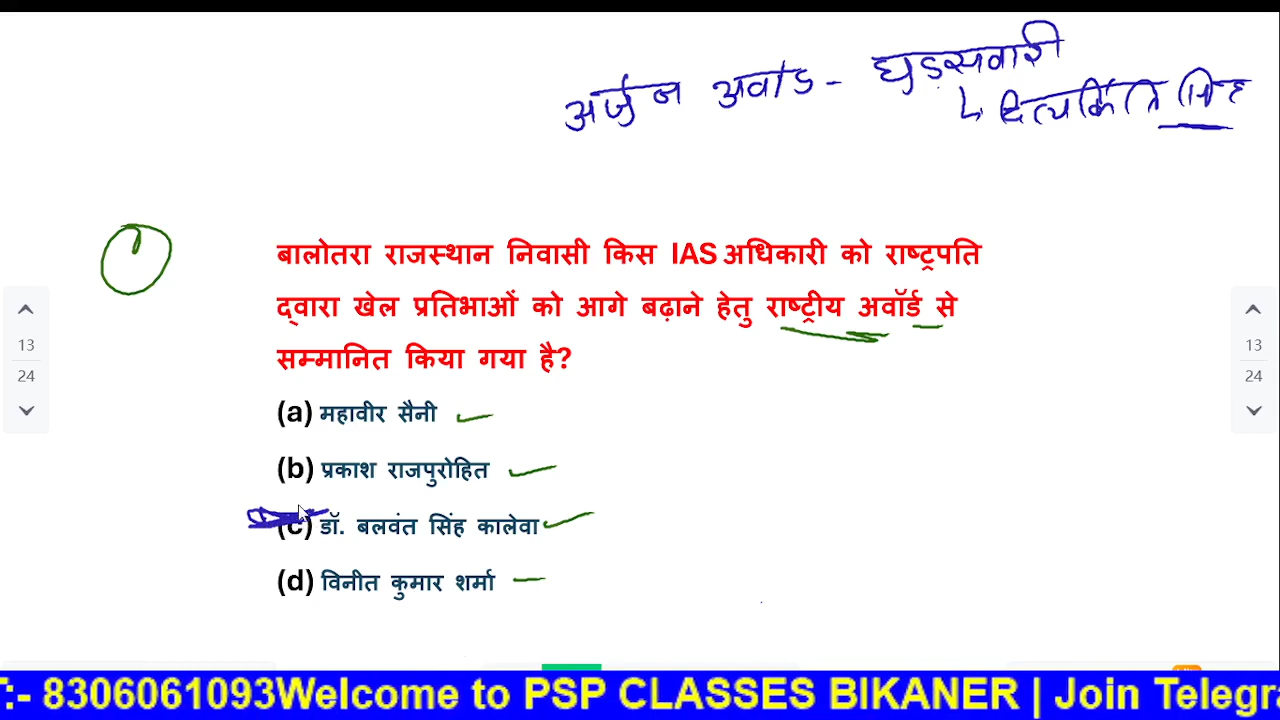 अर्जुन अवार्ड - घुड़सवारी
सिंह
बालोतरा राजस्थान निवासी किस IAS अधिकारी को राष्ट्रपति
द्वारा खेल प्रतिभाओं को आगे बढ़ाने हेतु राष्ट्रीय अवॉर्ड से
सम्मानित किया गया है?
(a) महावीर सैनी
(b) प्रकाश राजपुरोहित
(c) डॉ. बलवंत सिंह कालेवा
(d) विनीत कुमार शर्मा
13
24
13
24
:- 8306061093Welcome to PSP CLASSES BIKANER | Join Telegra